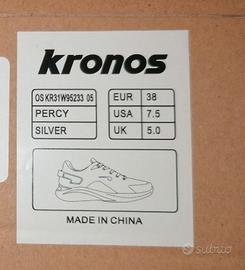 kronos
OS KR31W95233 05 EUR 38
PERCY USA 7.5
SILVER UK 5.0
MADE IN CHINA
subito